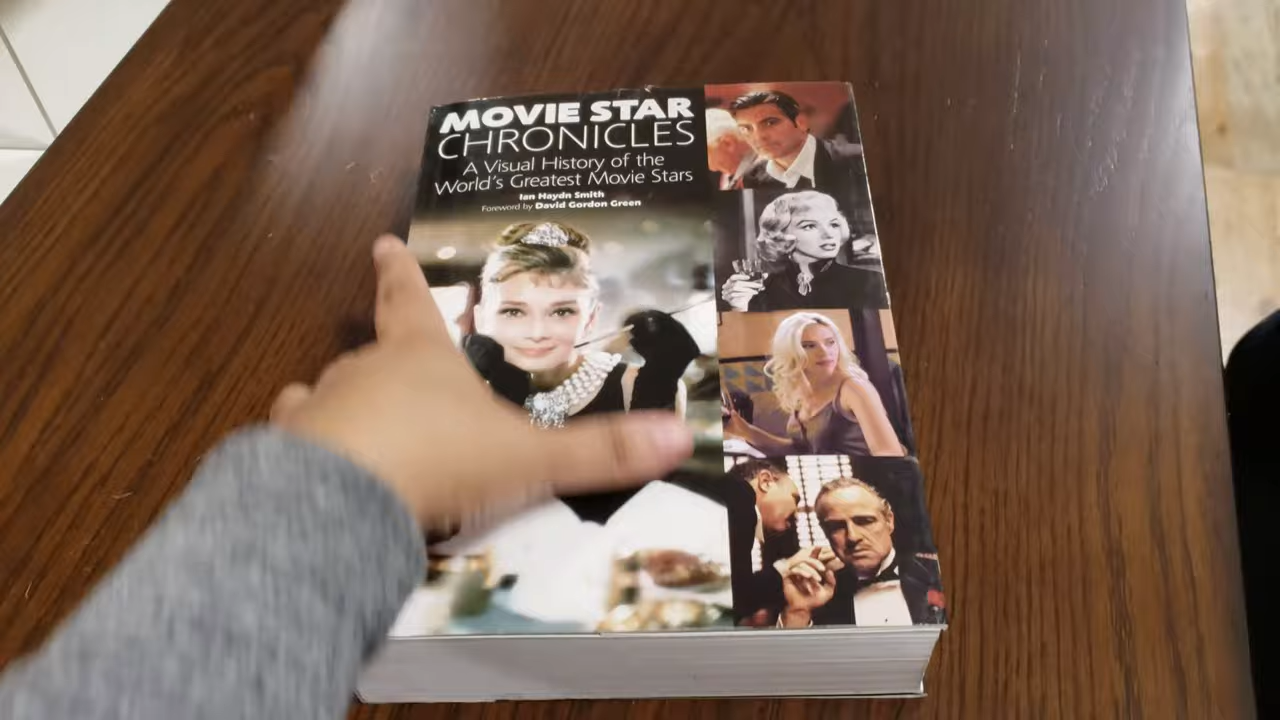 MOVIE STAR
CHRONICLES
A Visual History of the
World's Greatest Movie Stars
Ian Haydn Smith
Foreword by David Gordon Green